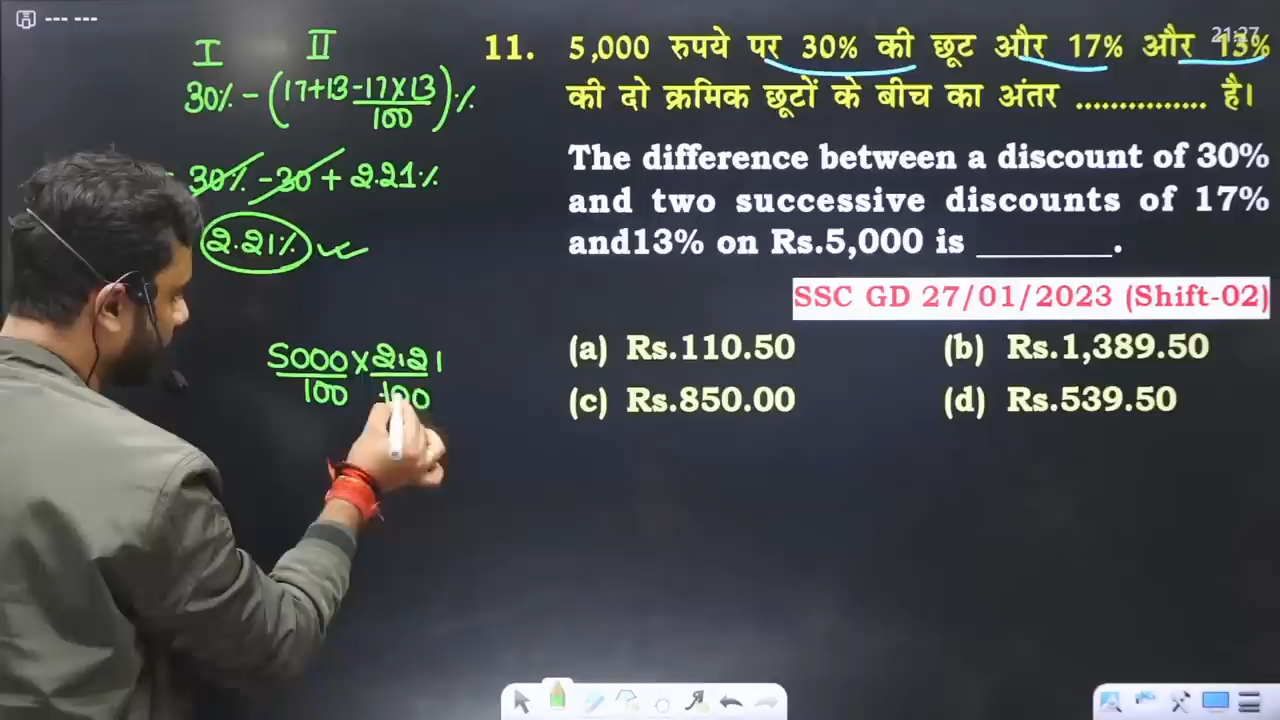 21:27
11. 5,000 रुपये पर 30% की छूट और 17% और 13%
की दो क्रमिक छूटों के बीच का अंतर ............... है।
The difference between a discount of 30%
and two successive discounts of 17%
and13% on Rs.5,000 is ________.
SSC GD 27/01/2023 (Shift-02)
(a) Rs.110.50 (b) Rs.1,389.50
(c) Rs.850.00 (d) Rs.539.50
I II
30% - (17+13-17×13/100)%
30% - 30 + 2.21%
2.21%
5000/100 × 2.21/100